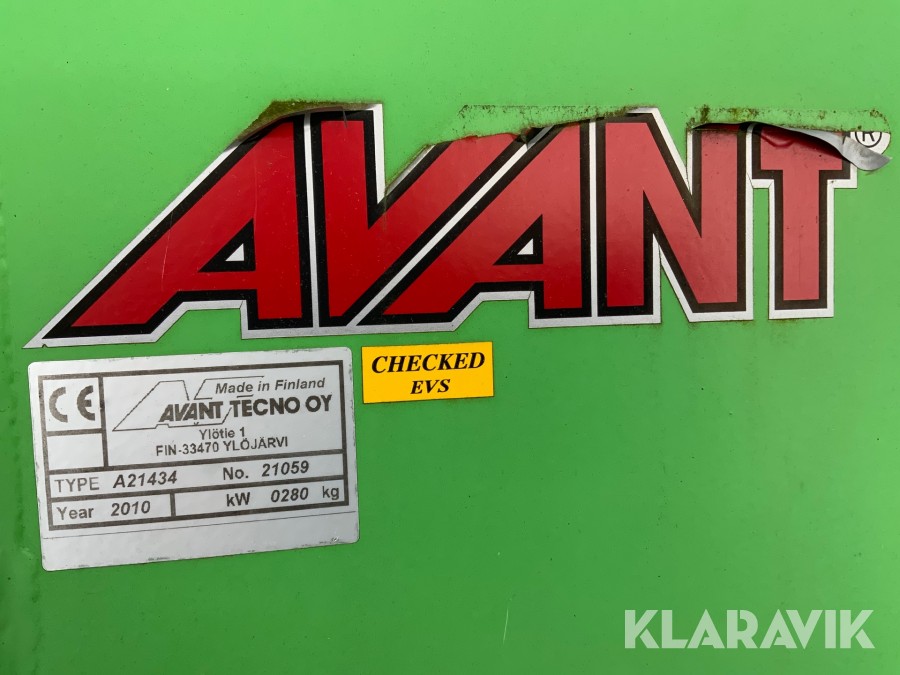 AVANT®
CHECKED
EVS
CE
Made in Finland
AVANT TECNO OY
Ylötie 1
FIN-33470 YLÖJÄRVI
TYPE A21434 No. 21059
Year 2010 kW 0280 kg
KLARAVIK